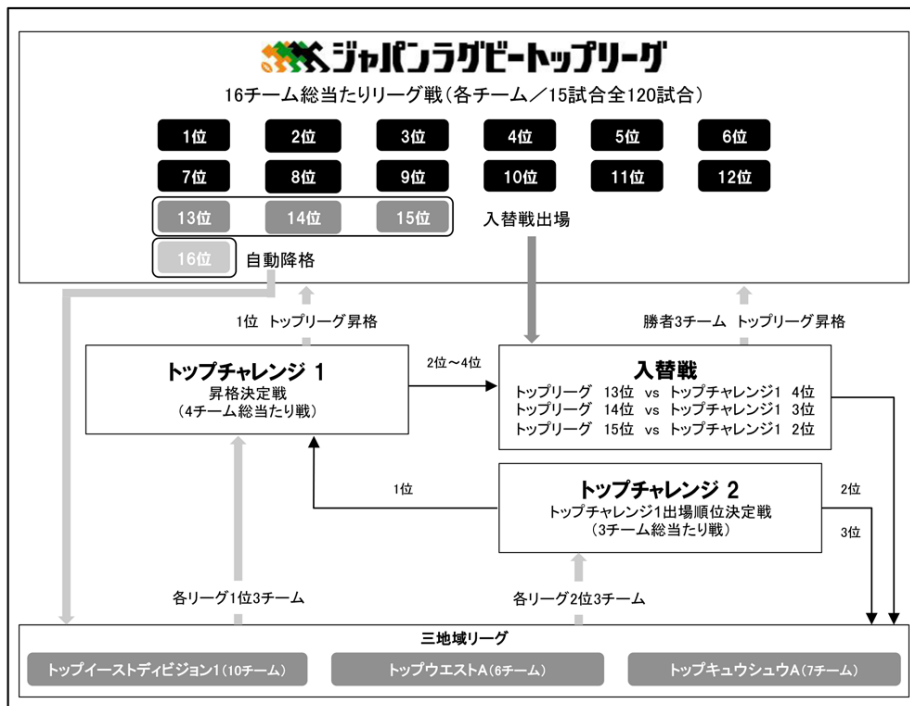 ジャパンラグビートップリーグ
16チーム総当たりリーグ戦(各チーム／15試合全120試合)
1位 2位 3位 4位 5位 6位
7位 8位 9位 10位 11位 12位
13位 14位 15位 入替戦出場
16位 自動降格
1位 トップリーグ昇格
勝者3チーム トップリーグ昇格
トップチャレンジ 1
昇格決定戦
(4チーム総当たり戦)
2位～4位
入替戦
トップリーグ 13位 vs トップチャレンジ1 4位
トップリーグ 14位 vs トップチャレンジ1 3位
トップリーグ 15位 vs トップチャレンジ1 2位
1位
トップチャレンジ 2
トップチャレンジ1出場順位決定戦
(3チーム総当たり戦)
2位
3位
各リーグ1位3チーム
各リーグ2位3チーム
三地域リーグ
トップイーストディビジョン1(10チーム)
トップウエストA(6チーム)
トップキュウシュウA(7チーム)